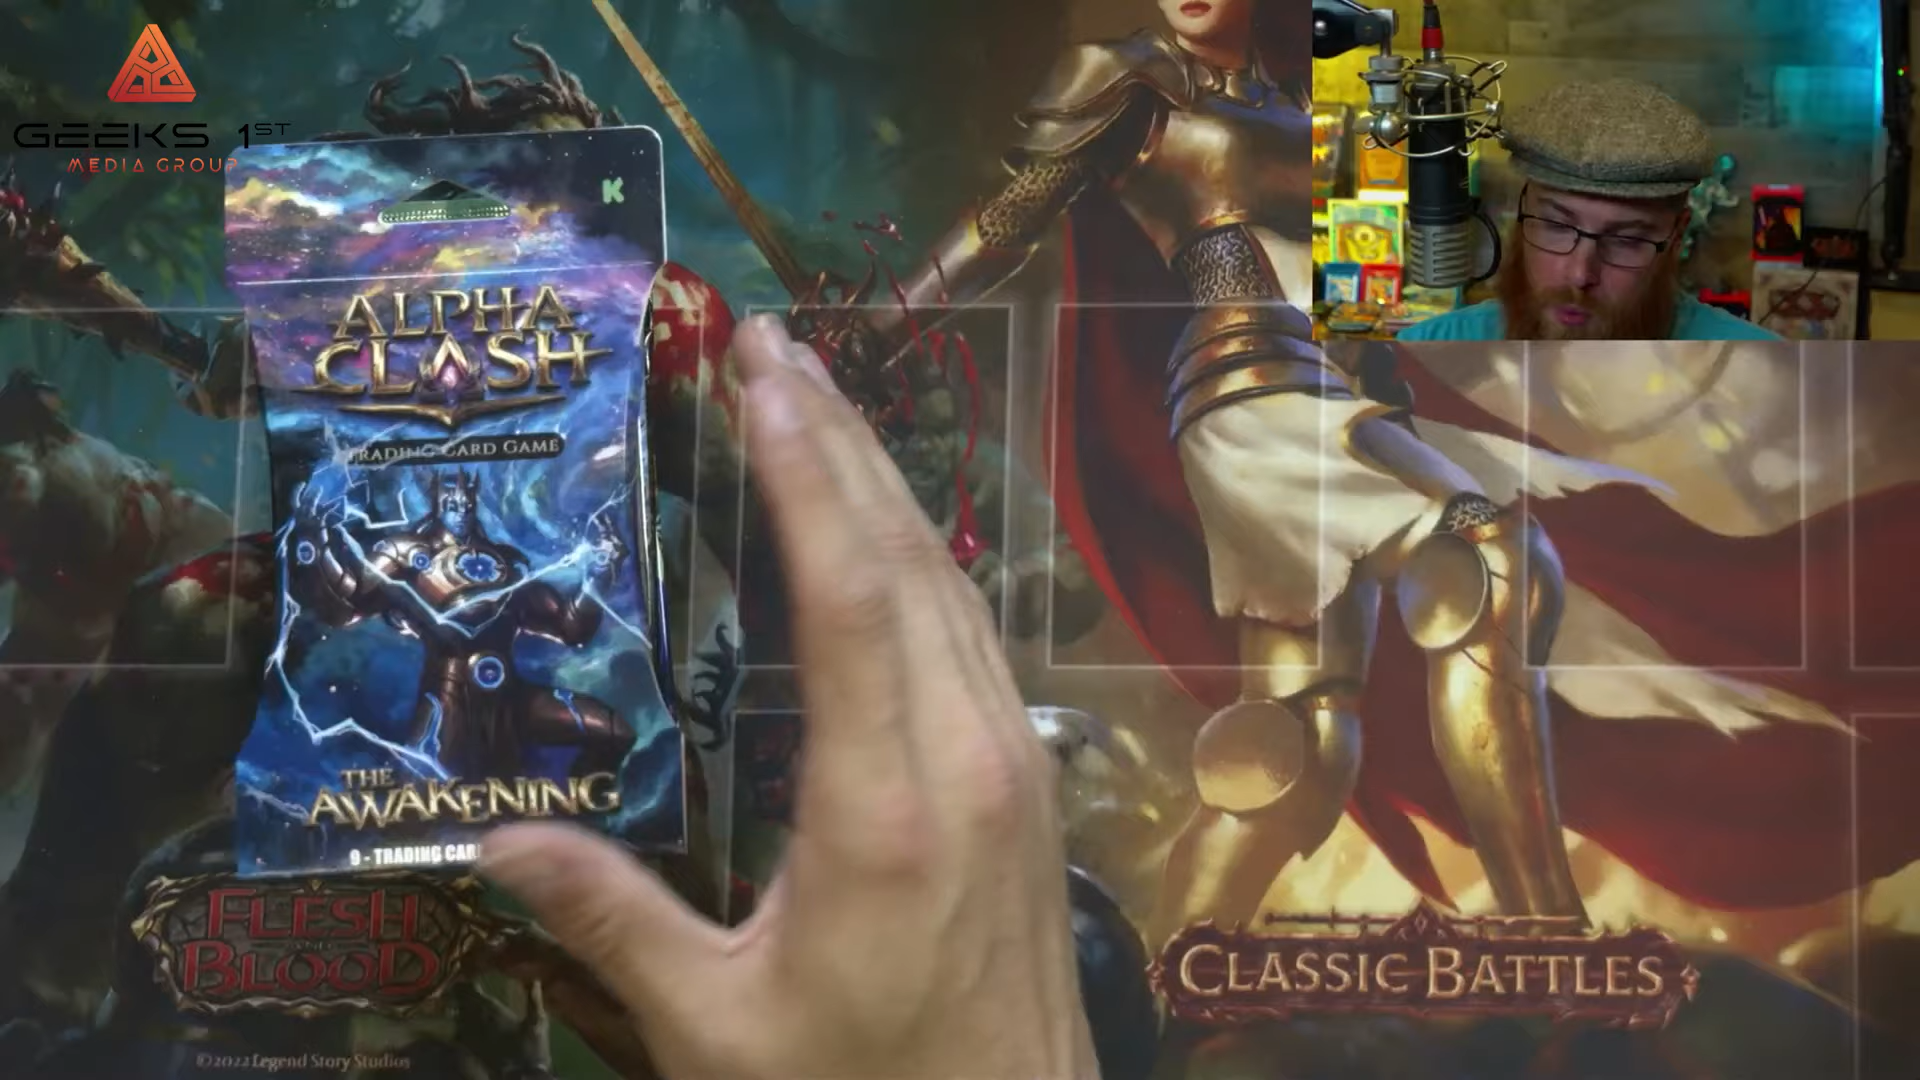 GEEKS 1ST
MEDIA GROUP
K
ALPHA
CLASH
TRADING CARD GAME
THE
AWAKENING
9 - TRADING
FLESH
AND
BLOOD
CLASSIC BATTLES
©2022 Legend Story Studios